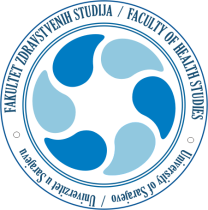 FAKULTET ZDRAVSTVENIH STUDIJA / FACULTY OF HEALTH STUDIES
Univerzitet u Sarajevu / University of Sarajevo